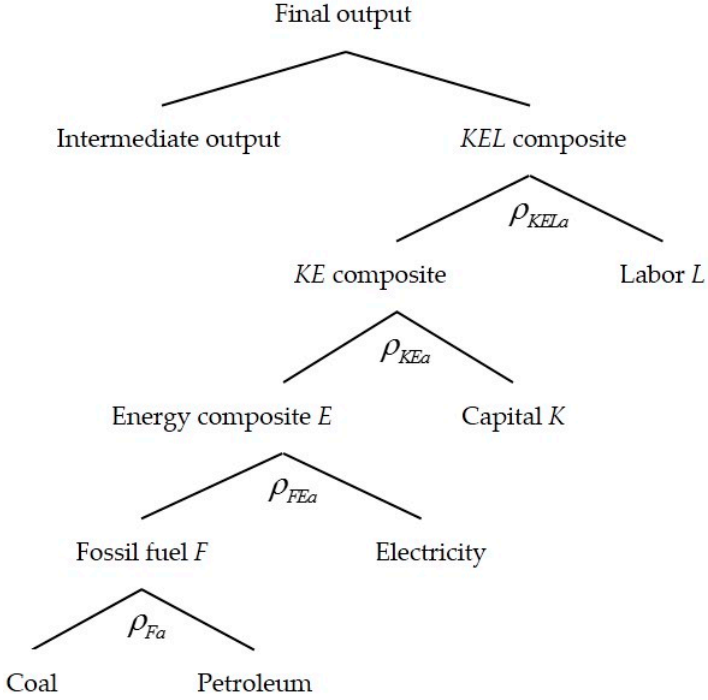 Final output
Intermediate output KEL composite
ρKELa
KE composite Labor L
ρKEa
Energy composite E Capital K
ρFEa
Fossil fuel F Electricity
ρFa
Coal Petroleum